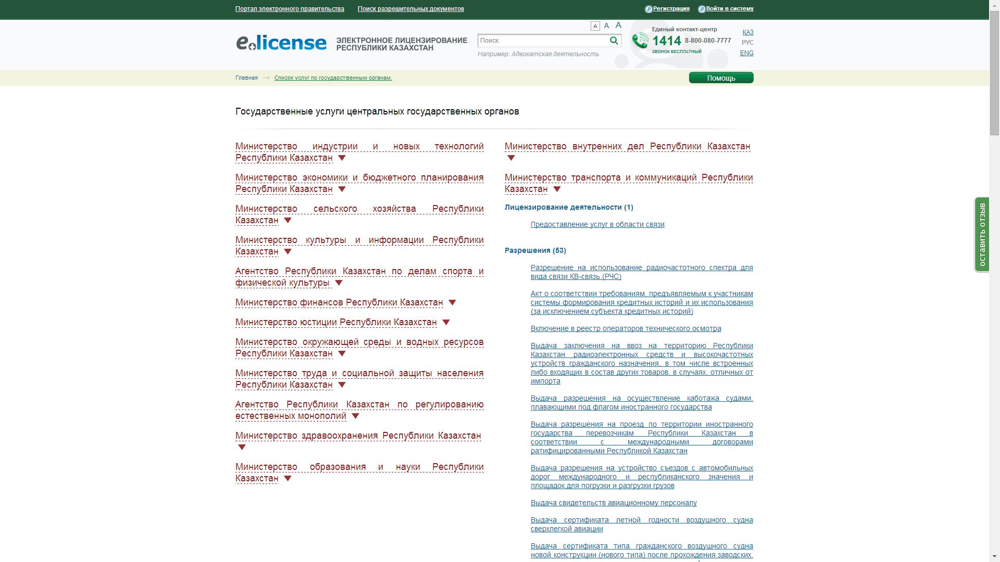 Портал электронного правительства
Поиск разрешительных документов
Регистрация
Войти в систему
A A A
e.license
ЭЛЕКТРОННОЕ ЛИЦЕНЗИРОВАНИЕ
РЕСПУБЛИКИ КАЗАХСТАН
Поиск
Например: Адвокатская деятельность
Единый контакт-центр
1414 8-800-080-7777
ЗВОНОК БЕСПЛАТНЫЙ
ҚАЗ
РУС
ENG
Главная
Список услуг по государственным органам.
Помощь
Государственные услуги центральных государственных органов
Министерство индустрии и новых технологий
Республики Казахстан
Министерство экономики и бюджетного планирования
Республики Казахстан
Министерство сельского хозяйства Республики
Казахстан
Министерство культуры и информации Республики
Казахстан
Агентство Республики Казахстан по делам спорта и
физической культуры
Министерство финансов Республики Казахстан
Министерство юстиции Республики Казахстан
Министерство окружающей среды и водных ресурсов
Республики Казахстан
Министерство труда и социальной защиты населения
Республики Казахстан
Агентство Республики Казахстан по регулированию
естественных монополий
Министерство здравоохранения Республики Казахстан
Министерство образования и науки Республики
Казахстан
Министерство внутренних дел Республики Казахстан
Министерство транспорта и коммуникаций Республики
Казахстан
Лицензирование деятельности (1)
Предоставление услуг в области связи
Разрешения (53)
Разрешение на использование радиочастотного спектра для
вида связи КВ-связь (РЧС)
Акт о соответствии требованиям, предъявляемым к участникам
системы формирования кредитных историй и их использования
(за исключением субъекта кредитных историй)
Включение в реестр операторов технического осмотра
Выдача заключения на ввоз на территорию Республики
Казахстан радиоэлектронных средств и высокочастотных
устройств гражданского назначения, в том числе встроенных
либо входящих в состав других товаров, в случаях, отличных от
импорта
Выдача разрешения на осуществление каботажа судами,
плавающими под флагом иностранного государства
Выдача разрешения на проезд по территории иностранного
государства перевозчикам Республики Казахстан в
соответствии с международными договорами
ратифицированными Республикой Казахстан
Выдача разрешения на устройство съездов с автомобильных
дорог международного и республиканского значения и
площадок для погрузки и разгрузки грузов
Выдача свидетельств авиационному персоналу
Выдача сертификата летной годности воздушного судна
сверхлегкой авиации
Выдача сертификата типа гражданского воздушного судна
новой конструкции (нового типа) после прохождения заводских,
оставить отзыв